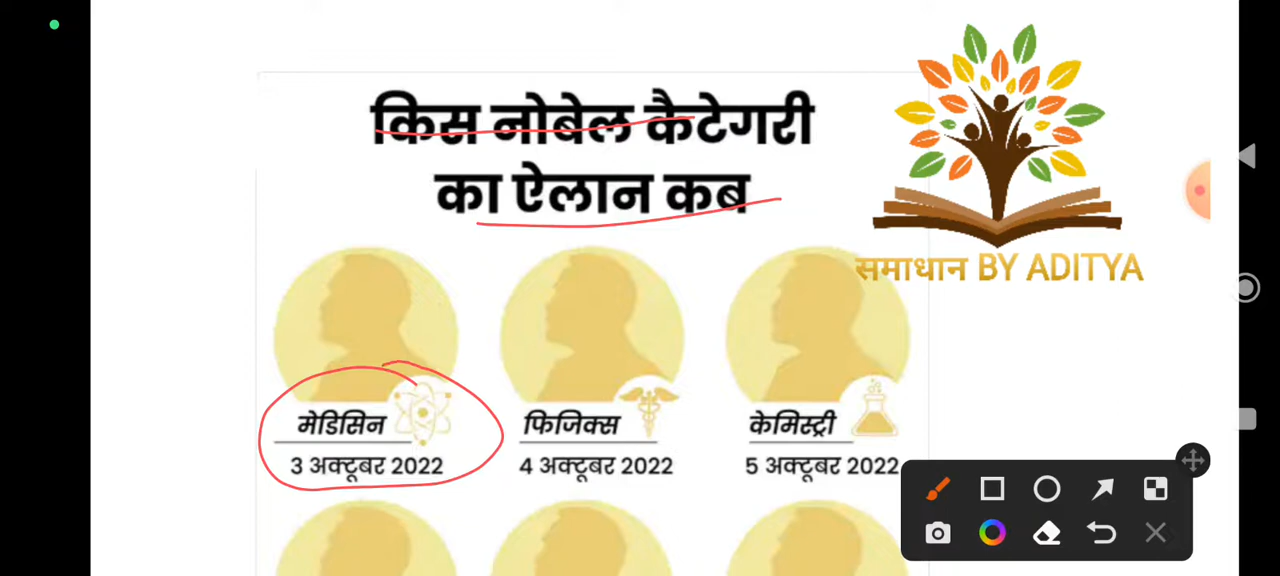 किस नोबेल कैटेगरी
का ऐलान कब
समाधान BY ADITYA
मेडिसिन
3 अक्टूबर 2022
फिजिक्स
4 अक्टूबर 2022
केमिस्ट्री
5 अक्टूबर 2022